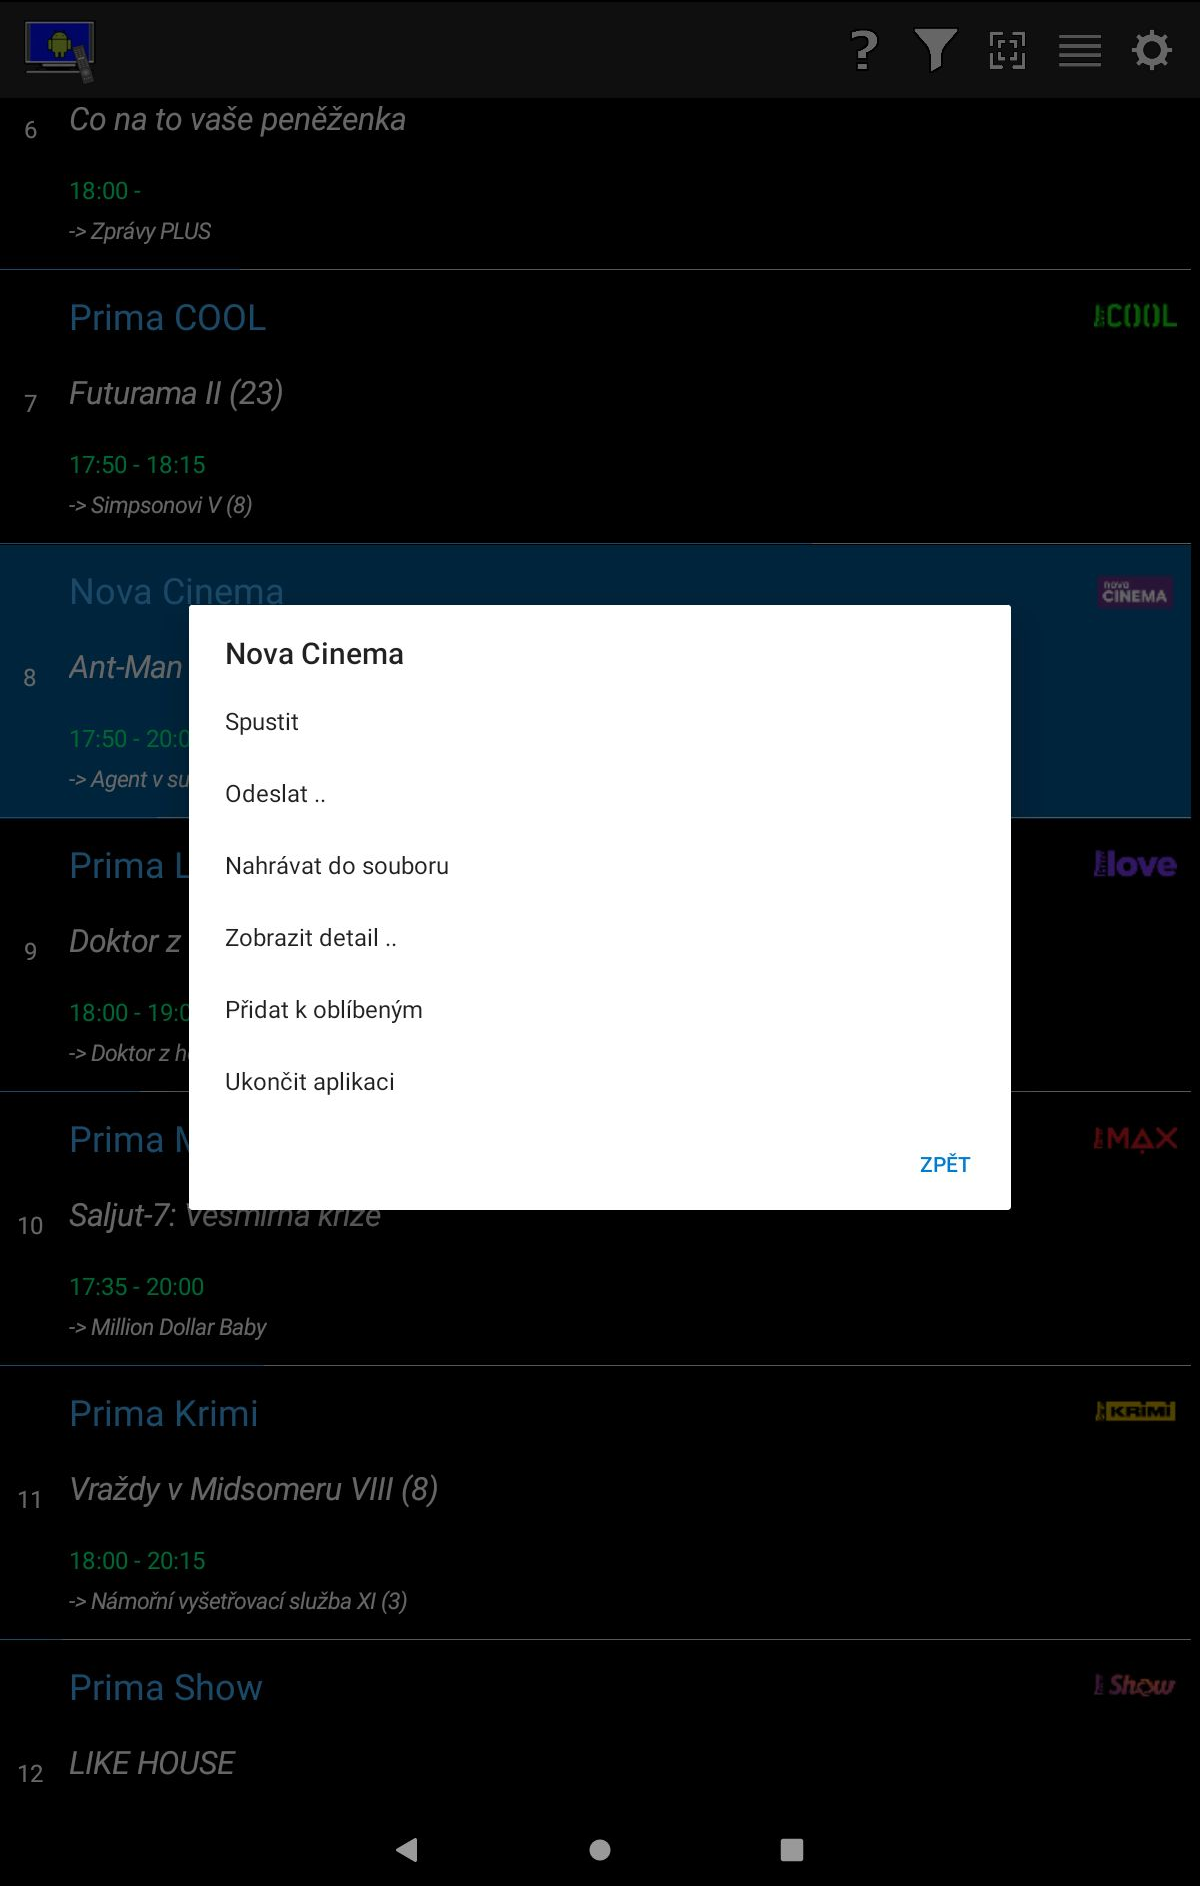 ?
Co na to vaše peněženka
6
18:00 -
-> Zprávy PLUS
Prima COOL
COOL
Futurama II (23)
7
17:50 - 18:15
-> Simpsonovi V (8)
Nova Cinema
nova
CINEMA
Ant-Man
8
17:50 - 20:0
-> Agent v su
Nova Cinema
Spustit
Odeslat ..
Nahrávat do souboru
Zobrazit detail ..
Přidat k oblíbeným
Ukončit aplikaci
ZPĚT
Prima L
love
Doktor z
9
18:00 - 19:0
-> Doktor z h
Prima M
MAX
Saljut-7: Vesmírná krize
10
17:35 - 20:00
-> Million Dollar Baby
Prima Krimi
KRIMI
Vraždy v Midsomeru VIII (8)
11
18:00 - 20:15
-> Námořní vyšetřovací služba XI (3)
Prima Show
Show
LIKE HOUSE
12